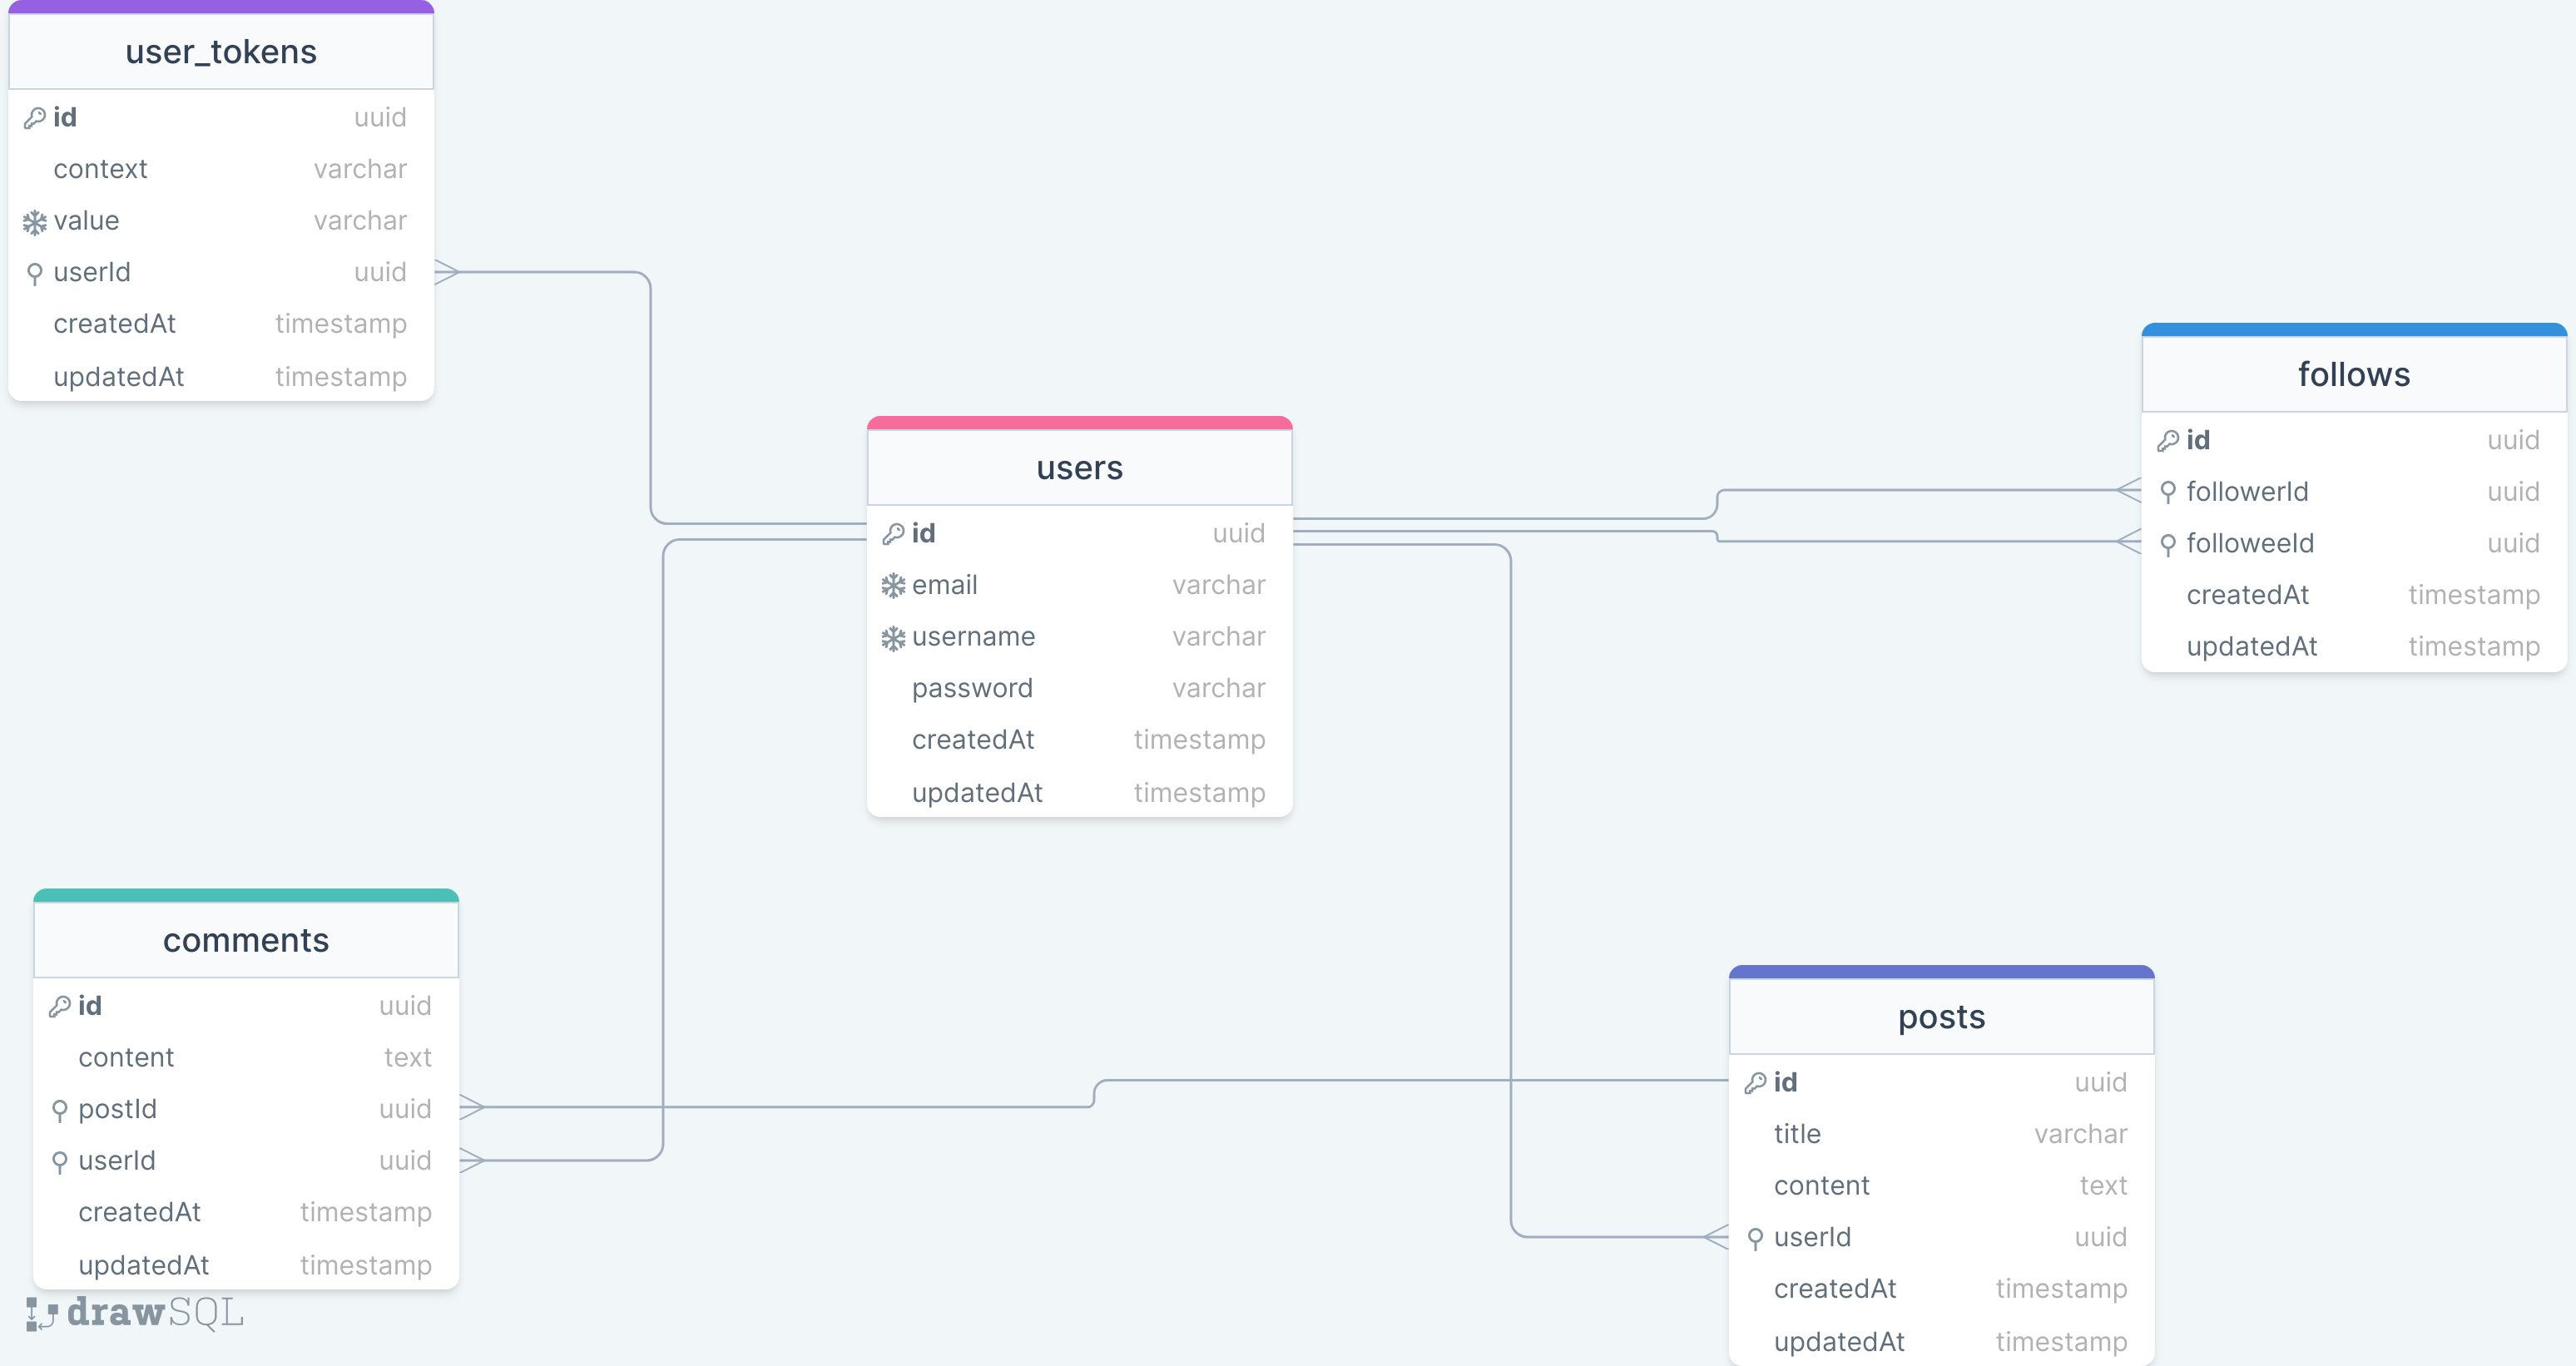 user_tokens
id uuid
context varchar
value varchar
userId uuid
createdAt timestamp
updatedAt timestamp
users
id uuid
email varchar
username varchar
password varchar
createdAt timestamp
updatedAt timestamp
follows
id uuid
followerId uuid
followeeId uuid
createdAt timestamp
updatedAt timestamp
comments
id uuid
content text
postId uuid
userId uuid
createdAt timestamp
updatedAt timestamp
posts
id uuid
title varchar
content text
userId uuid
createdAt timestamp
updatedAt timestamp
drawSQL